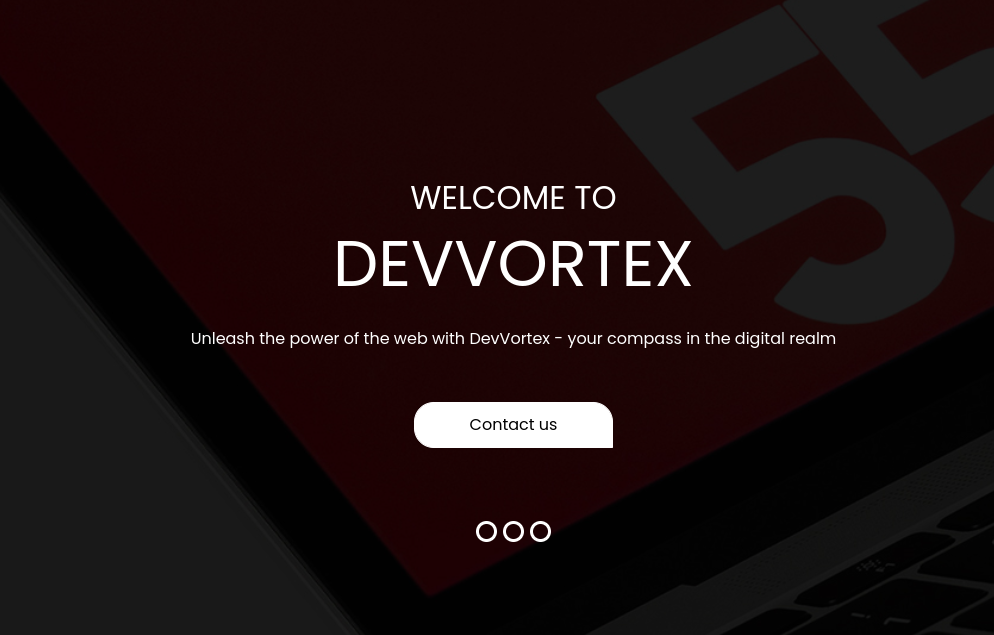 WELCOME TO
DEVVORTEX
Unleash the power of the web with DevVortex - your compass in the digital realm
Contact us
55